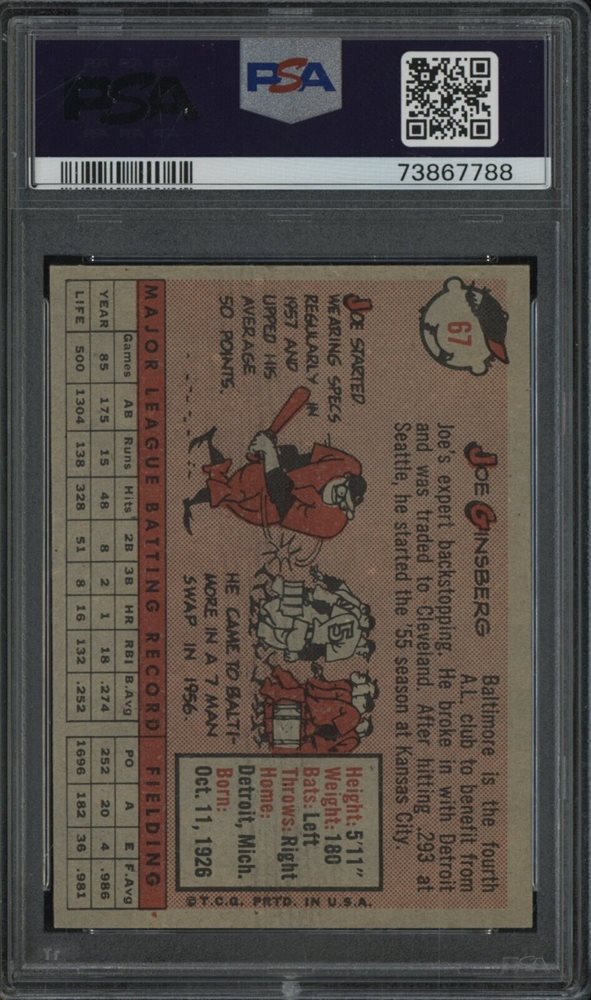 PSA
PSA
73867788
67
JOE GINSBERG
Baltimore is the fourth
A.L. club to benefit from
Joe's expert backstopping. He broke in with Detroit
and was traded to Cleveland. After hitting .293 at
Seattle, he started the '55 season at Kansas City.
JOE STARTED
WEARING SPECS
REGULARLY IN
1957 AND
UPPED HIS
AVERAGE
50 POINTS.
5
HE CAME TO BALTI-
MORE IN A 7 MAN
SWAP IN 1956.
Height: 5'11"
Weight: 180
Bats: Left
Throws: Right
Home:
Detroit, Mich.
Born:
Oct. 11, 1926
©T.C.G. PRTD. IN U.S.A.
MAJOR LEAGUE BATTING RECORD FIELDING
Games AB Runs Hits 2B 3B HR RBI B.Avg PO A E F.Avg
YEAR 85 175 15 48 8 2 1 18 .274 252 20 4 .986
LIFE 500 1304 138 328 51 8 16 132 .252 1696 182 36 .981
PSA